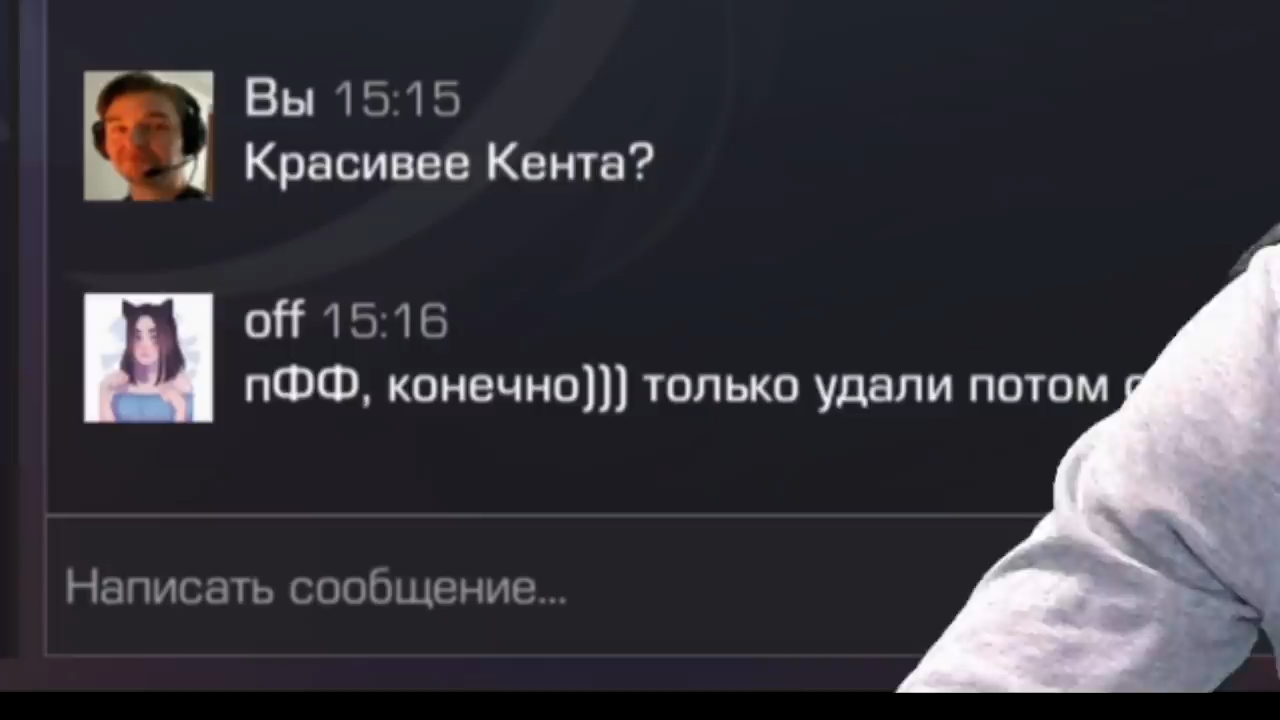 Вы 15:15
Красивее Кента?
off 15:16
пФФ, конечно))) только удали потом
Написать сообщение...